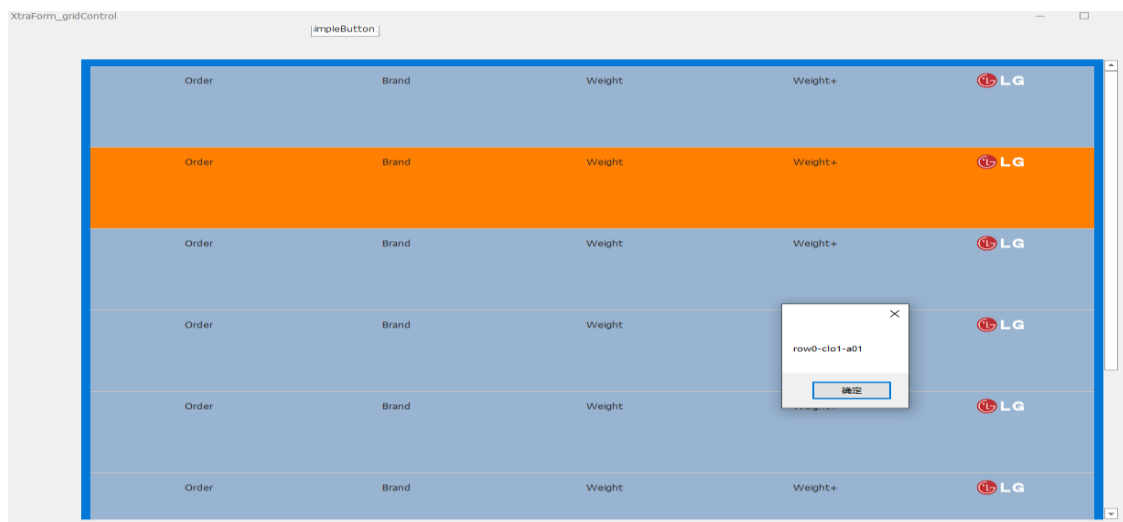 XtraForm_gridControl
impleButton
Order Brand Weight Weight+ LG
Order Brand Weight Weight+ LG
Order Brand Weight Weight+ LG
Order Brand Weight LG
row0-clo1-a01
确定
Order Brand Weight LG
Order Brand Weight Weight+ LG